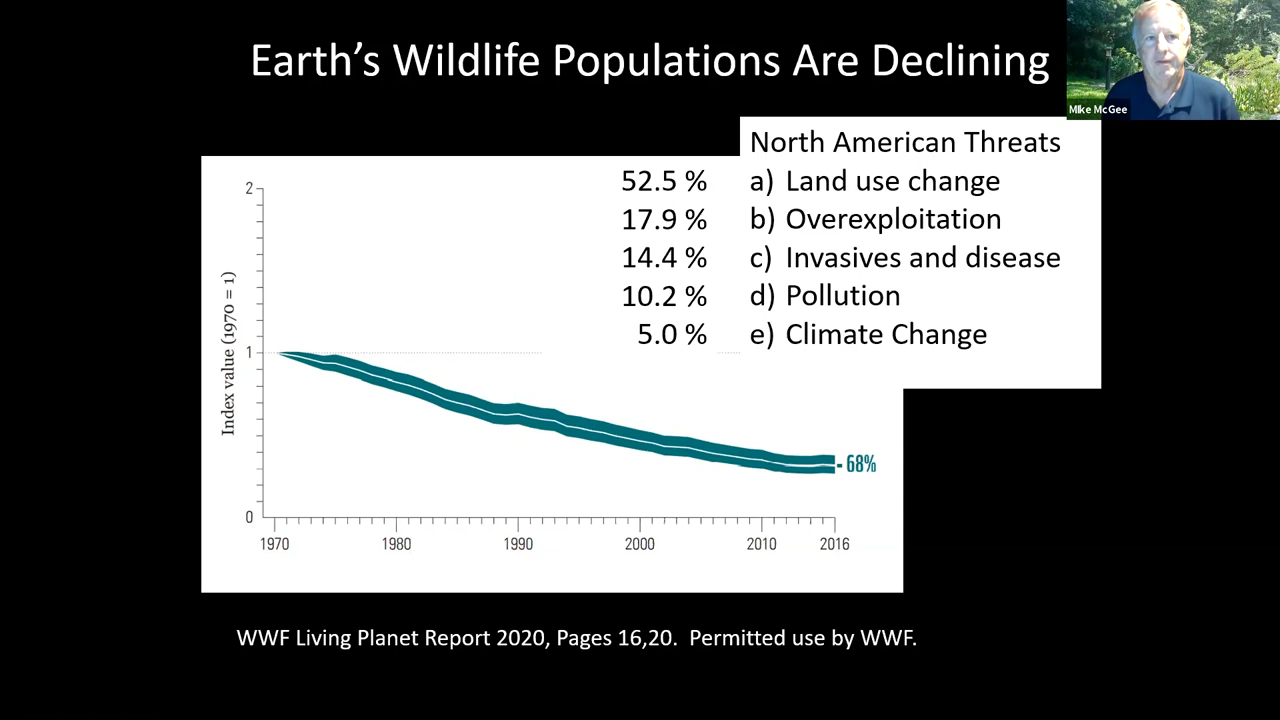 Earth's Wildlife Populations Are Declining
MIke McGee
North American Threats
52.5 % a) Land use change
17.9 % b) Overexploitation
14.4 % c) Invasives and disease
10.2 % d) Pollution
5.0 % e) Climate Change
2
1
0
Index value (1970 = 1)
- 68%
1970 1980 1990 2000 2010 2016
WWF Living Planet Report 2020, Pages 16,20. Permitted use by WWF.